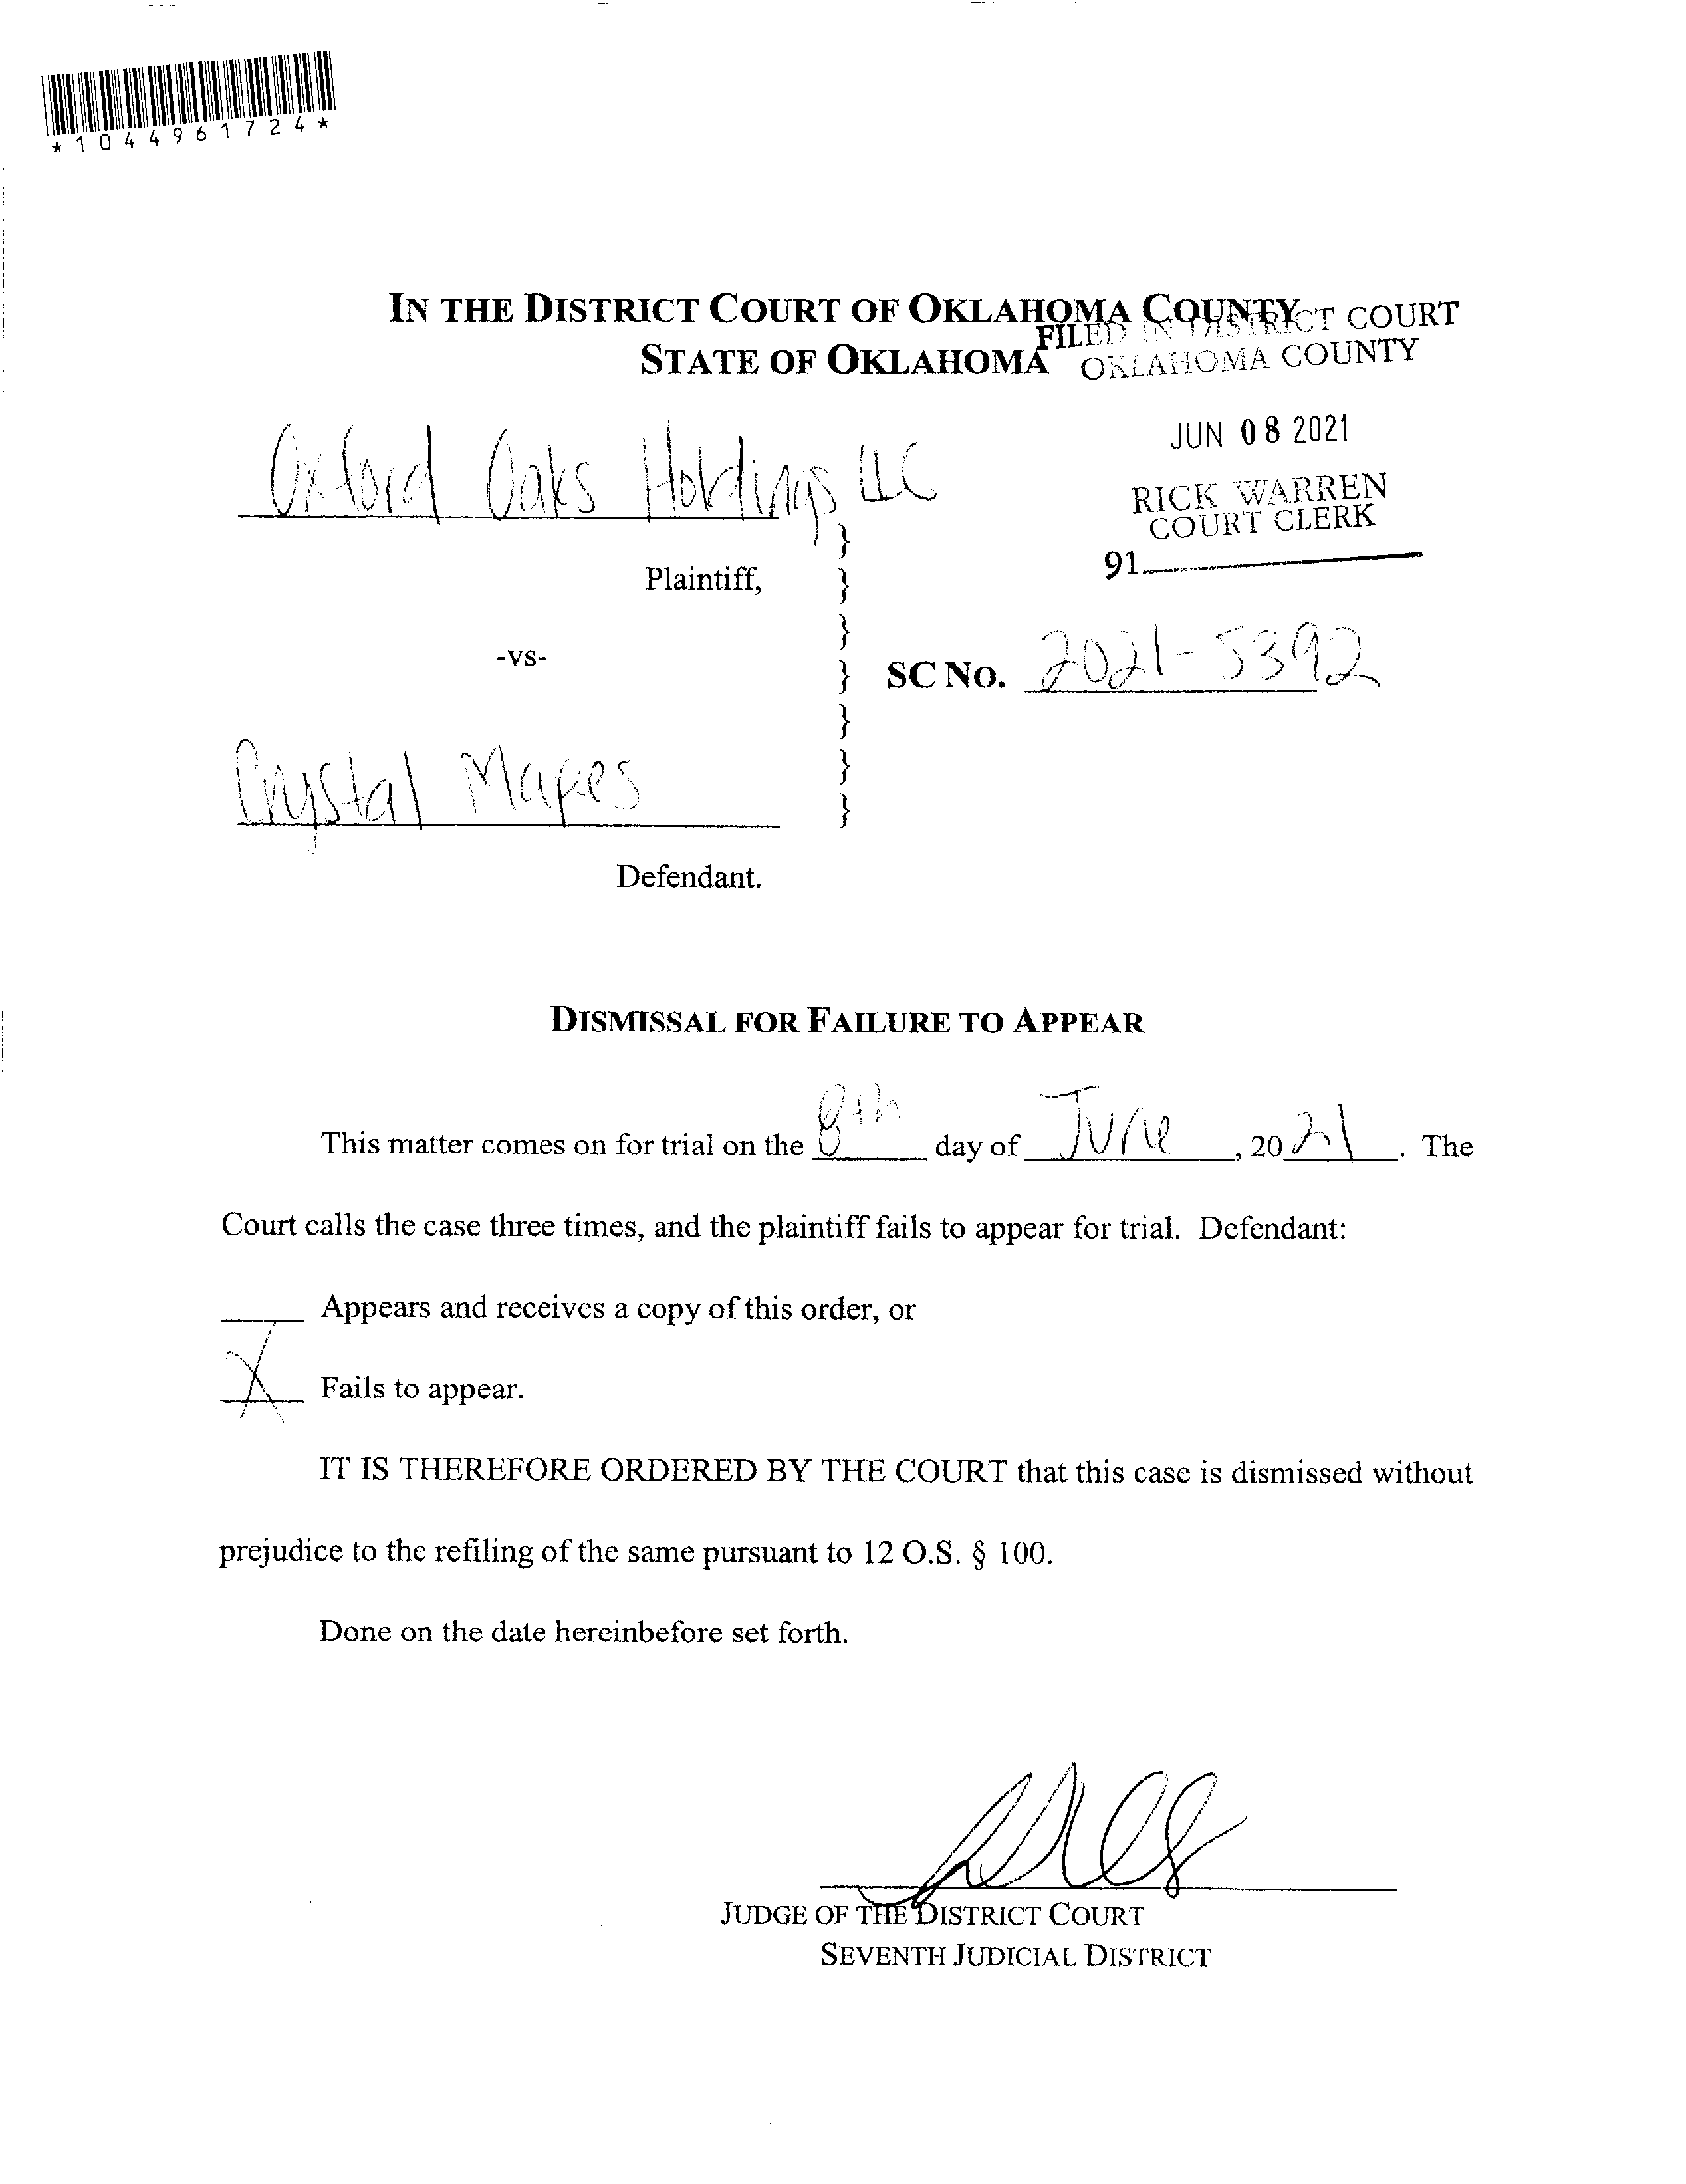 *1044961724*
IN THE DISTRICT COURT OF OKLAHOMA COUNTY
STATE OF OKLAHOMA
FILED IN DISTRICT COURT
OKLAHOMA COUNTY
JUN 08 2021
RICK WARREN
COURT CLERK
91
Oxford Oaks Holdings LLC
}
Plaintiff, }
}
-vs-
} SC NO. 2021-5392
}
Crystal }
}
Defendant.
DISMISSAL FOR FAILURE TO APPEAR
This matter comes on for trial on the 8th day of June, 2021. The
Court calls the case three times, and the plaintiff fails to appear for trial. Defendant:
Appears and receives a copy of this order, or
X Fails to appear.
IT IS THEREFORE ORDERED BY THE COURT that this case is dismissed without
prejudice to the refiling of the same pursuant to 12 O.S. § 100.
Done on the date hereinbefore set forth.
JUDGE OF THE DISTRICT COURT
SEVENTH JUDICIAL DISTRICT